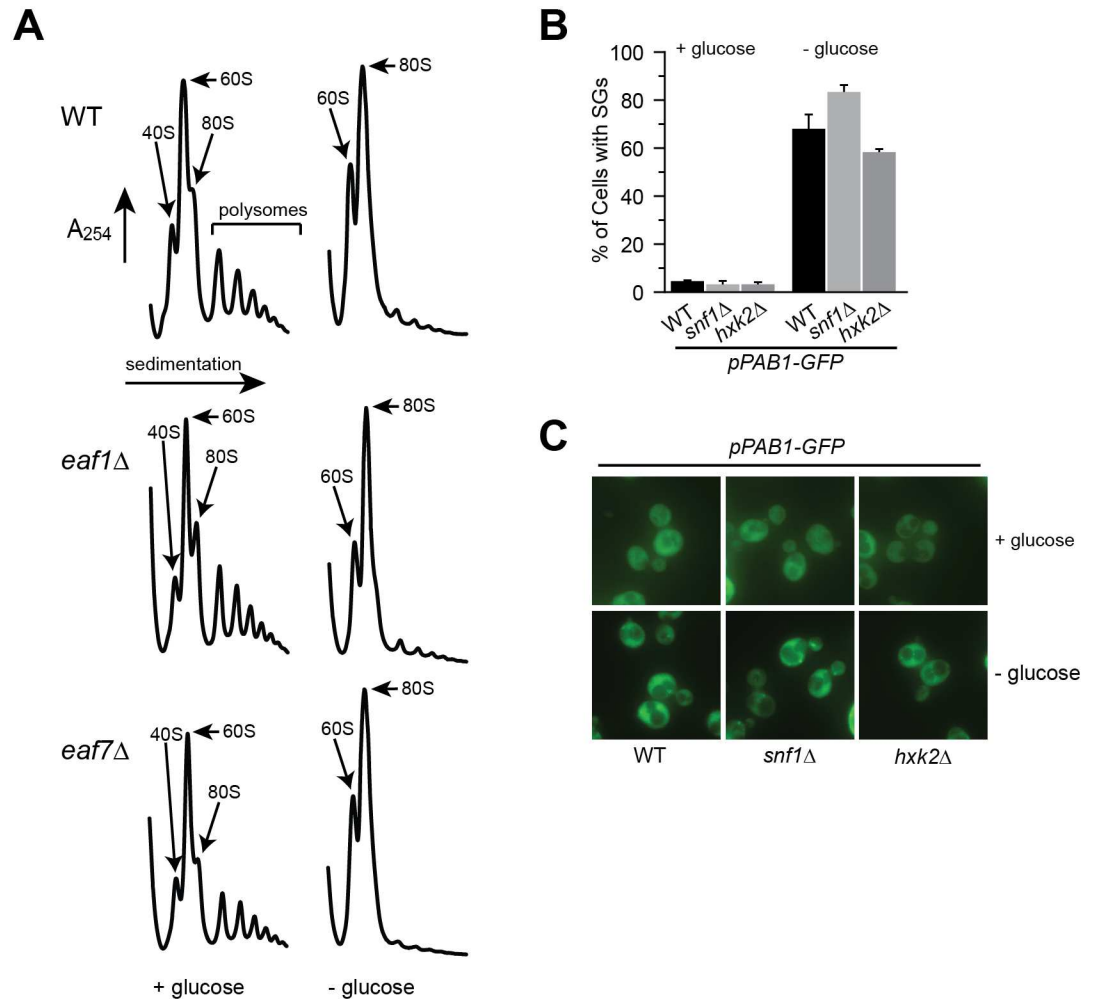 A
WT
A254
40S
60S
80S
polysomes
60S
80S
sedimentation
eaf1Δ
40S
60S
80S
60S
80S
eaf7Δ
40S
60S
80S
60S
80S
+ glucose
- glucose
B
% of Cells with SGs
100
80
60
40
20
0
+ glucose
- glucose
WT
snf1Δ
hxk2Δ
WT
snf1Δ
hxk2Δ
pPAB1-GFP
C
pPAB1-GFP
+ glucose
- glucose
WT
snf1Δ
hxk2Δ